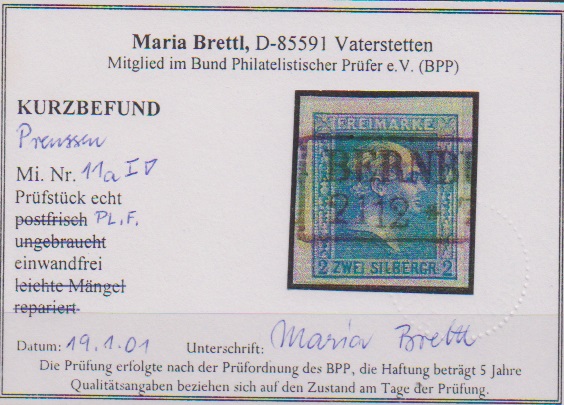 Maria Brettl, D-85591 Vaterstetten
Mitglied im Bund Philatelistischer Prüfer e.V. (BPP)
KURZBEFUND
Preussen
Mi. Nr. 11a
Prüfstück echt
postfrisch PL.F.
ungebraucht
einwandfrei
leichte Mängel
repariert
Datum: 19.1.01 Unterschrift: Maria Brettl
Die Prüfung erfolgte nach der Prüfordnung des BPP, die Haftung beträgt 5 Jahre
Qualitätsangaben beziehen sich auf den Zustand am Tage der Prüfung.
FREIMARKE
BERNBU
21 12 * 7
2 ZWEI SILBERGR. 2